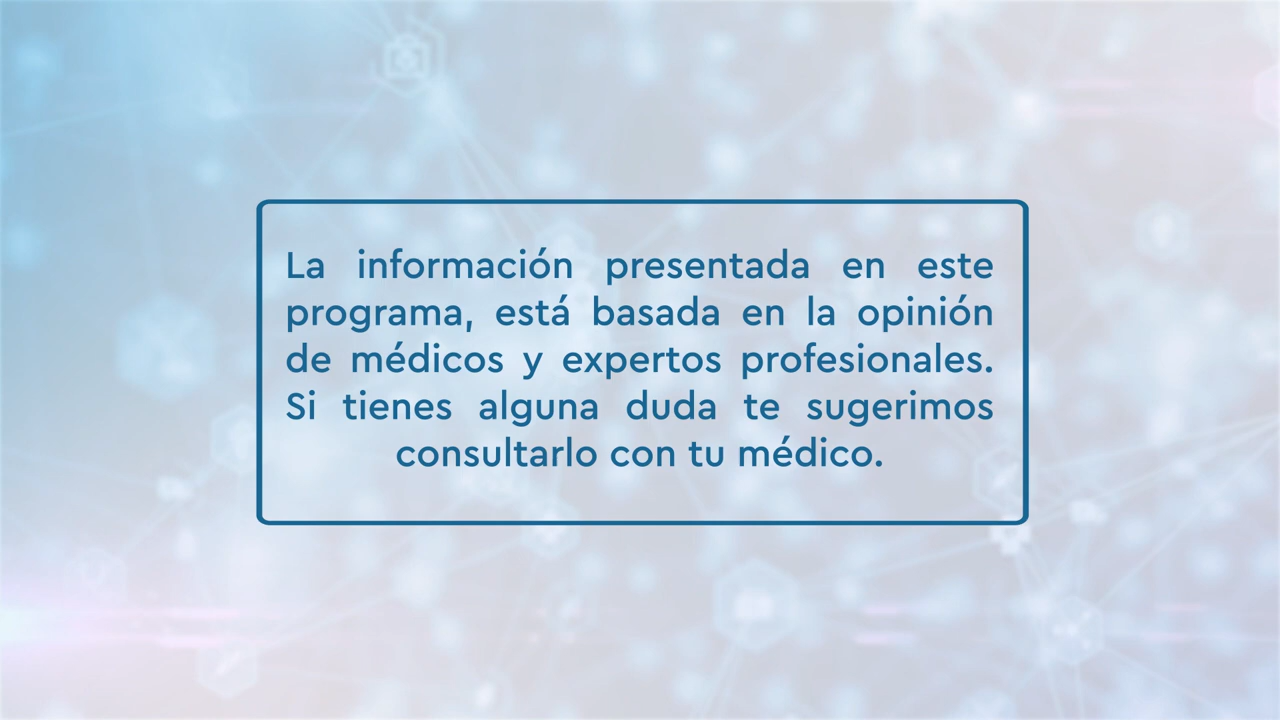 La información presentada en este
programa, está basada en la opinión
de médicos y expertos profesionales.
Si tienes alguna duda te sugerimos
consultarlo con tu médico.